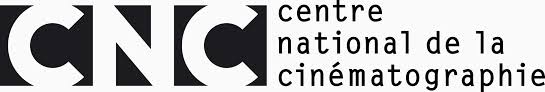 CNC
centre
national de la
cinématographie